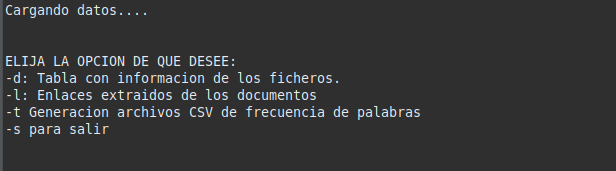 Cargando datos....
ELIJA LA OPCION DE QUE DESEE:
-d: Tabla con informacion de los ficheros.
-l: Enlaces extraidos de los documentos
-t Generacion archivos CSV de frecuencia de palabras
-s para salir